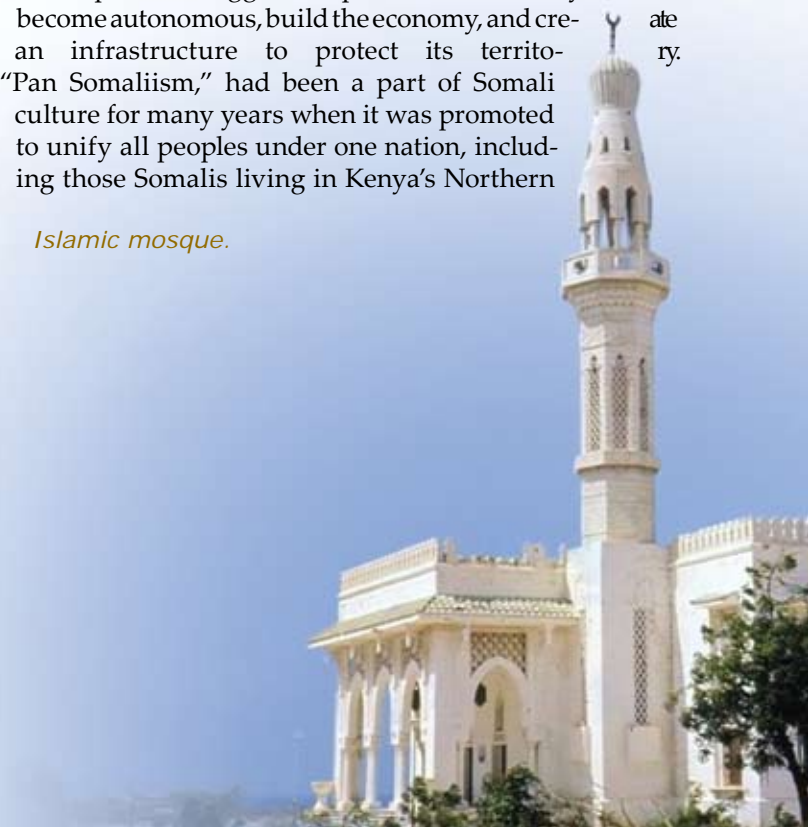 become autonomous, build the economy, and cre- ate
an infrastructure to protect its territo- ry.
“Pan Somaliism,” had been a part of Somali
culture for many years when it was promoted
to unify all peoples under one nation, includ-
ing those Somalis living in Kenya’s Northern
Islamic mosque.